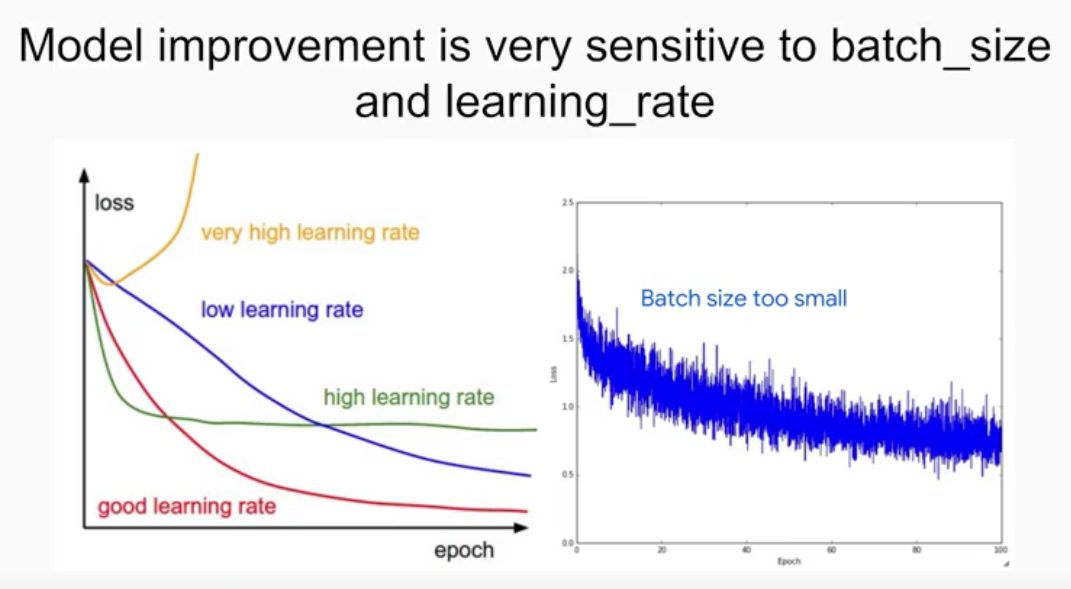 Model improvement is very sensitive to batch_size
and learning_rate
loss
very high learning rate
low learning rate
high learning rate
good learning rate
epoch
2.5
2.0
1.5
1.0
0.5
0.0
Loss
Batch size too small
0
20
40
60
80
100
Epoch